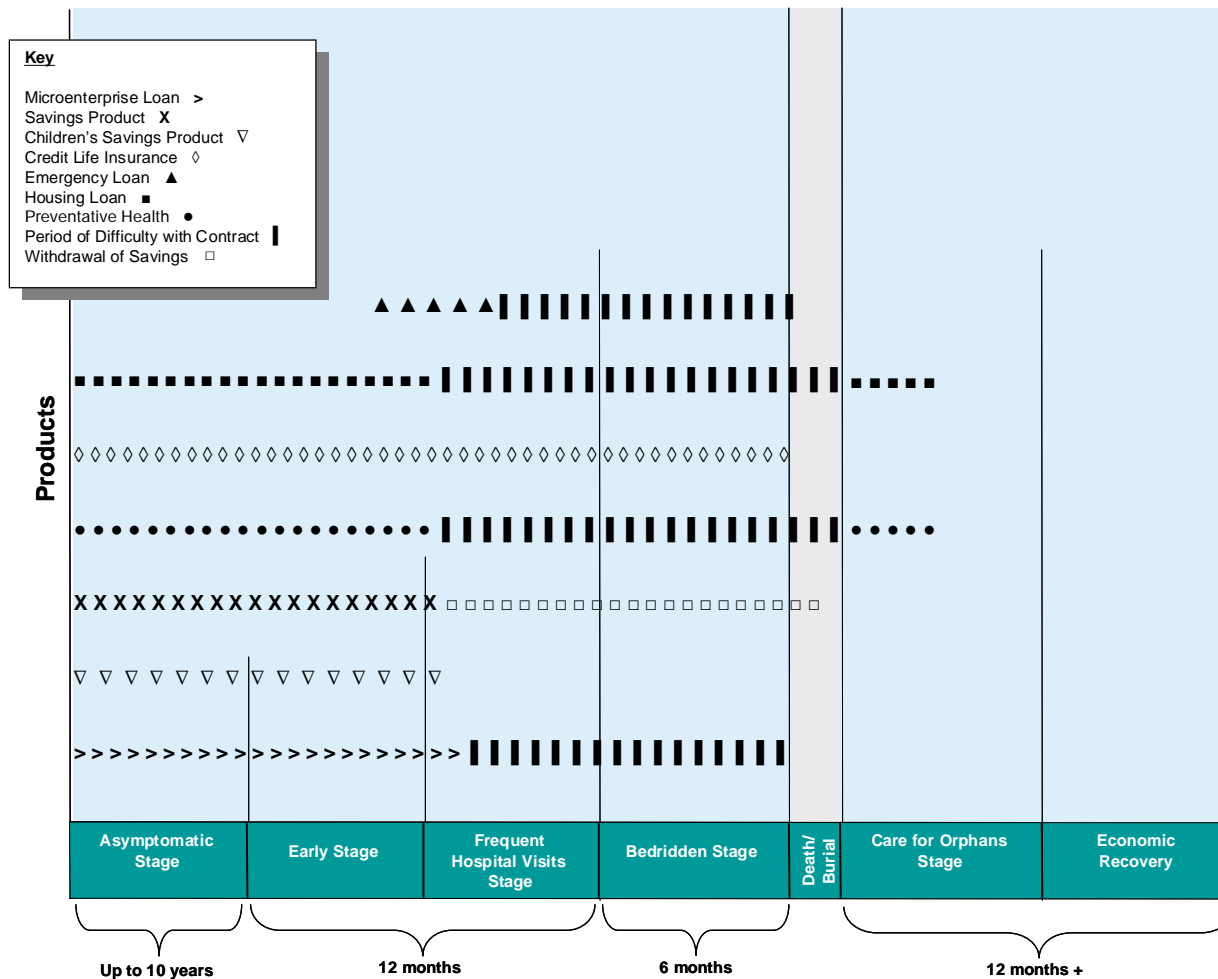 Key
Microenterprise Loan >
Savings Product X
Children's Savings Product ▽
Credit Life Insurance ◊
Emergency Loan ▲
Housing Loan ■
Preventative Health ●
Period of Difficulty with Contract ▌
Withdrawal of Savings □
Products
Asymptomatic
Stage
Early Stage
Frequent
Hospital Visits
Stage
Bedridden Stage
Death/
Burial
Care for Orphans
Stage
Economic
Recovery
Up to 10 years
12 months
6 months
12 months +